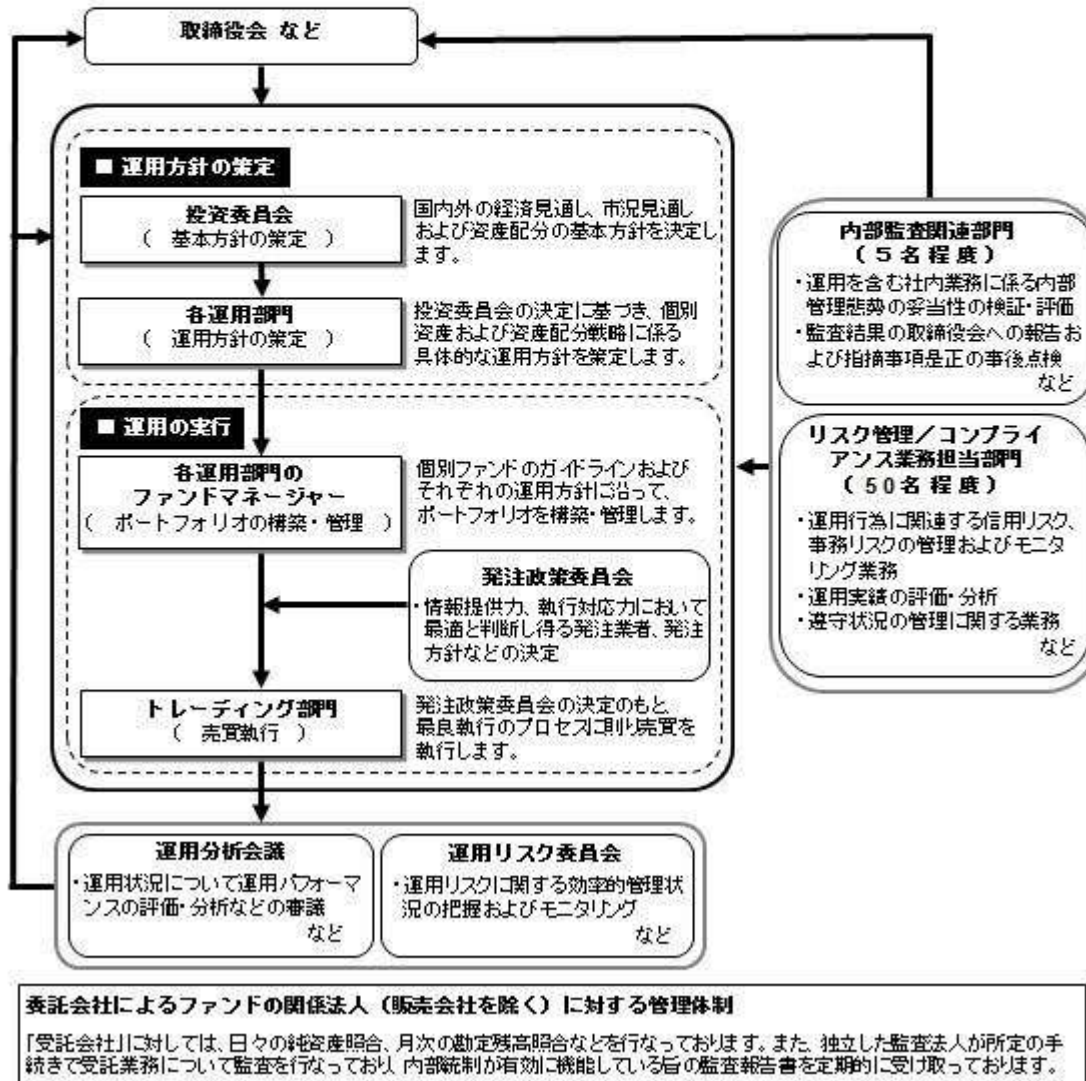 取締役会 など
■ 運用方針の策定
投資委員会
( 基本方針の策定 )
国内外の経済見通し、市況見通し
および資産配分の基本方針を決定し
ます。
各運用部門
( 運用方針の策定 )
投資委員会の決定に基づき、個別
資産および資産配分戦略に係る
具体的な運用方針を策定します。
■ 運用の実行
各運用部門の
ファンドマネージャー
( ポートフォリオの構築・管理 )
個別ファンドのガイドラインおよび
それぞれの運用方針に沿って、
ポートフォリオを構築・管理します。
発注政策委員会
・情報提供力、執行対応力において
最適と判断し得る発注業者、発注
方針などの決定
トレーディング部門
( 売買執行 )
発注政策委員会の決定のもと
最良執行のプロセスに則り売買を
執行します。
内部監査関連部門
(5名程度)
・運用を含む社内業務に係る内部
管理態勢の妥当性の検証・評価
・監査結果の取締役会への報告お
よび指摘事項是正の事後点検
など
リスク管理/コンプライ
アンス業務担当部門
(50名程度)
・運用行為に関連する信用リスク、
事務リスクの管理およびモニタ
リング業務
・運用実績の評価・分析
・遵守状況の管理に関する業務
など
運用分析会議
・運用状況について運用パフォーマ
ンスの評価・分析などの審議
など
運用リスク委員会
・運用リスクに関する効率的管理状
況の把握およびモニタリング
など
委託会社によるファンドの関係法人(販売会社を除く)に対する管理体制
「受託会社」に対しては、日々の純資産照合、月次の勘定残高照合などを行なっております。また、独立した監査法人が所定の手
続きで受託業務について監査を行なっており、内部統制が有効に機能している旨の監査報告書を定期的に受け取っております。